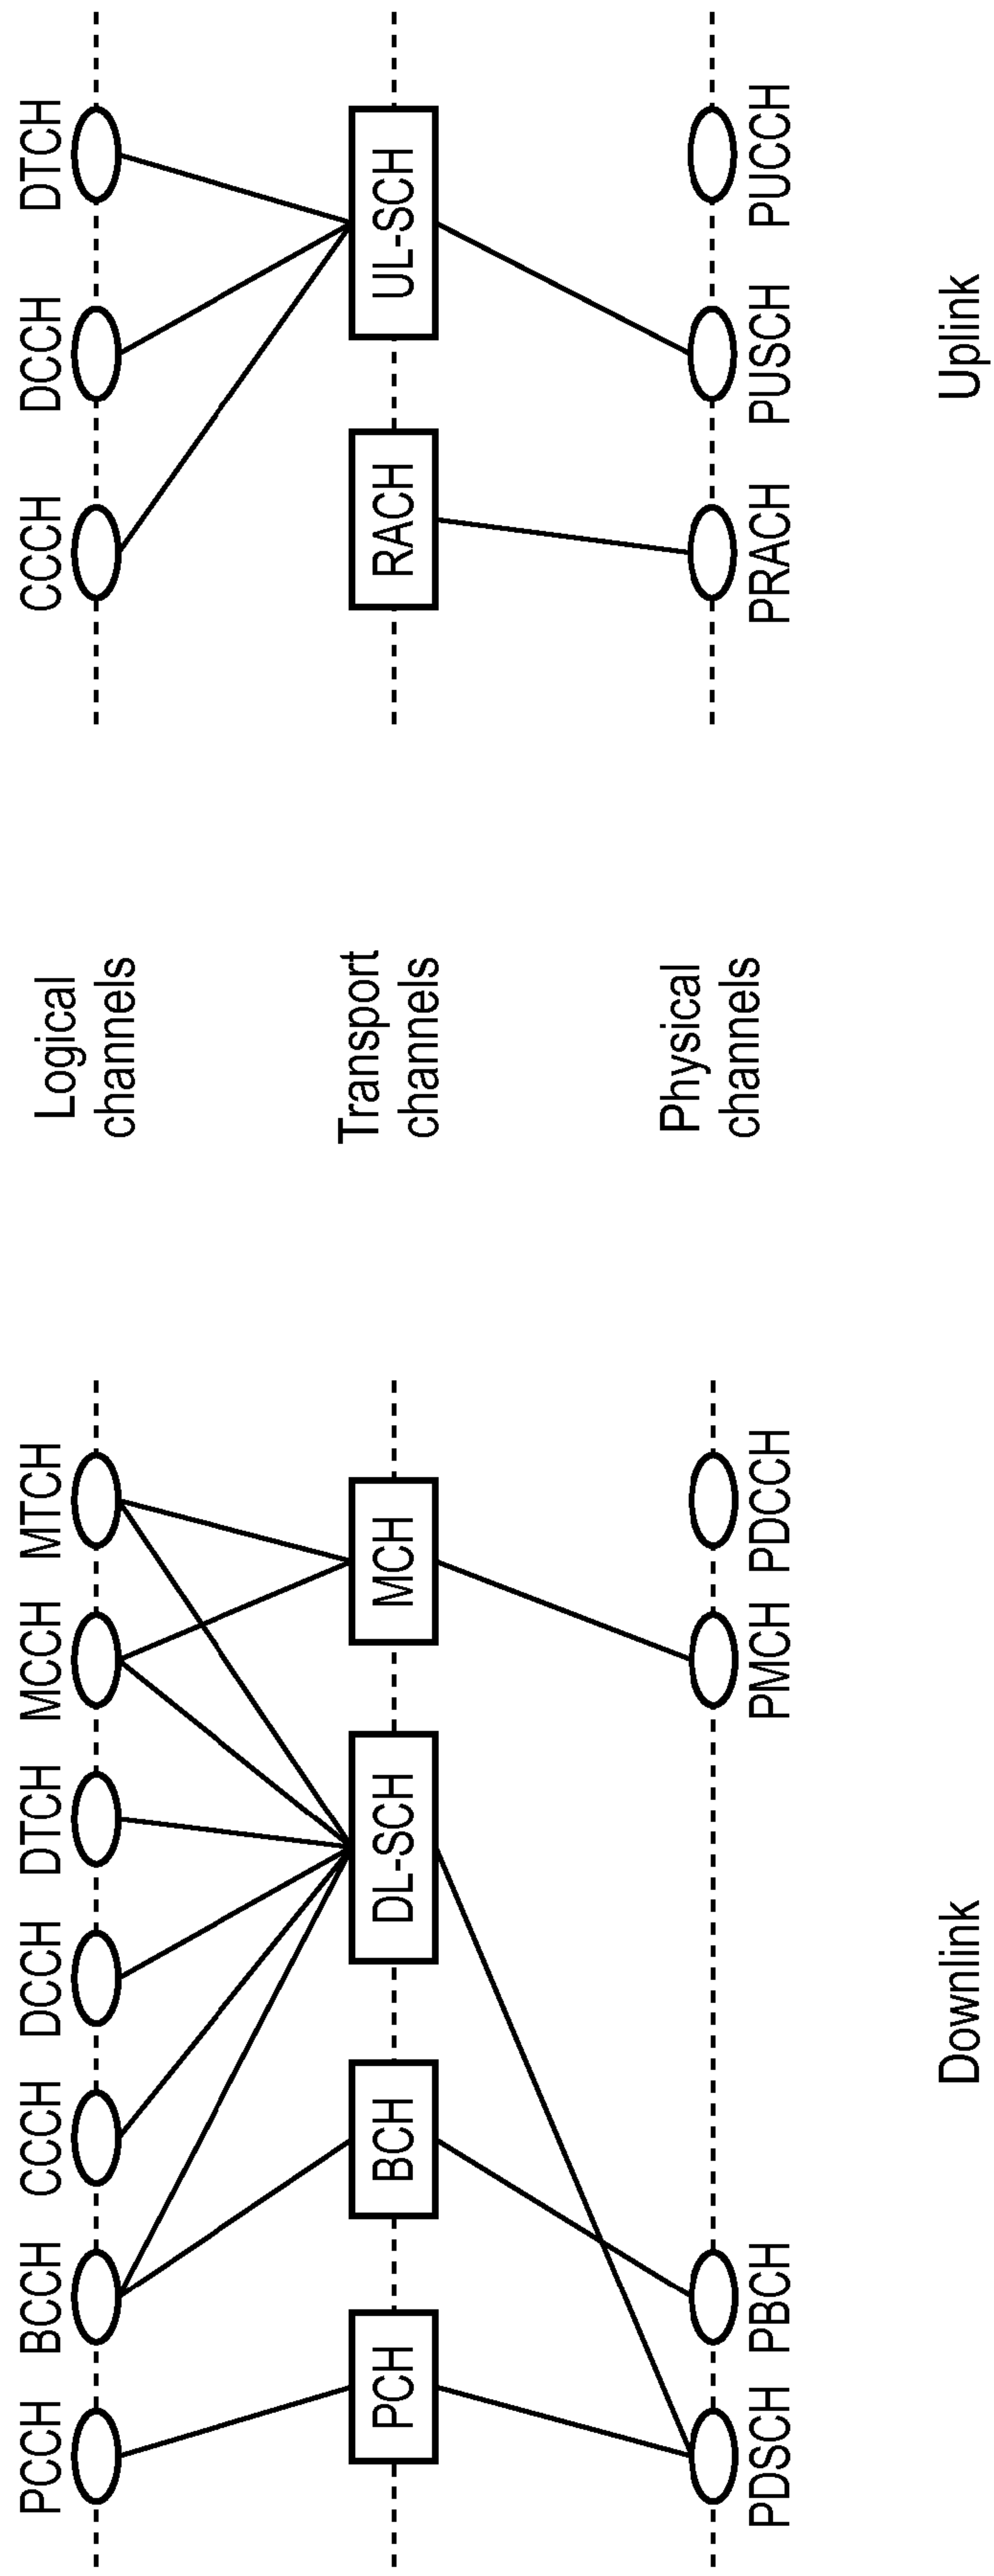 PCCH BCCH CCCH DCCH DTCH MCCH MTCH
Logical
channels
CCCH DCCH DTCH
PCH BCH DL-SCH MCH
Transport
channels
RACH UL-SCH
PDSCH PBCH PMCH PDCCH
Physical
channels
PRACH PUSCH PUCCH
Downlink
Uplink